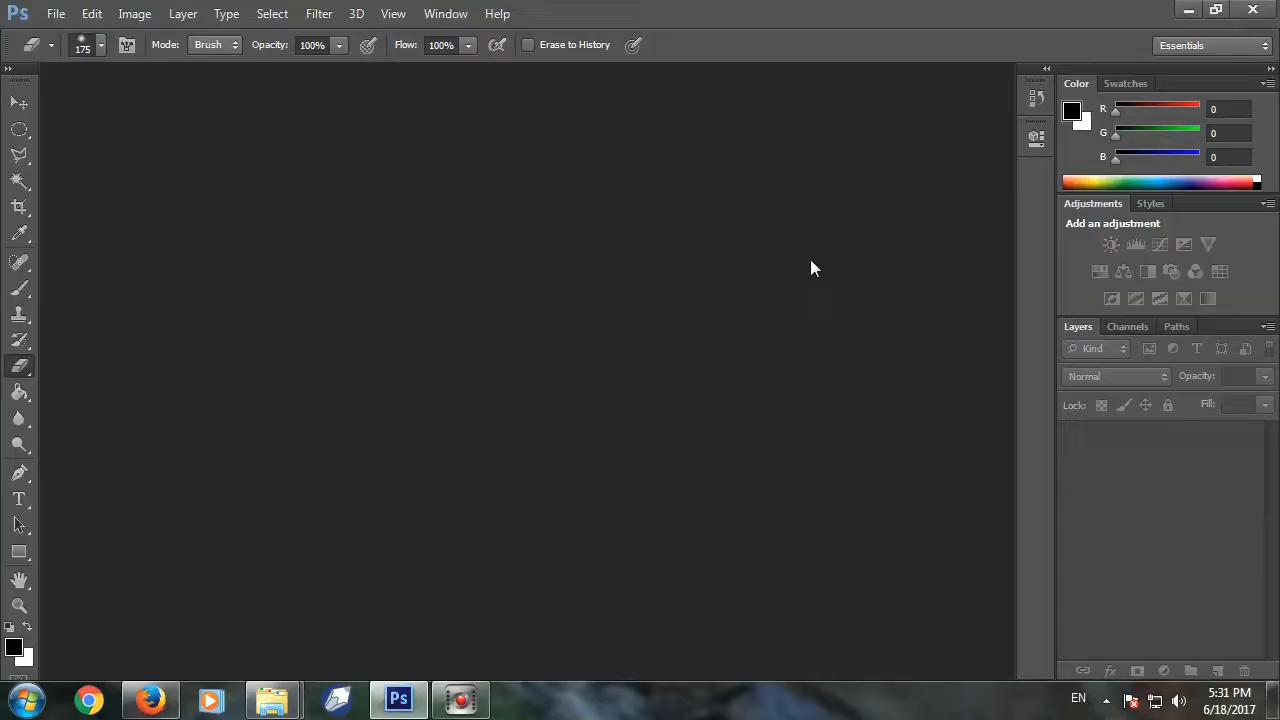 Ps File Edit Image Layer Type Select Filter 3D View Window Help
175 Mode: Brush Opacity: 100% Flow: 100% Erase to History Essentials
Color Swatches
R 0
G 0
B 0
Adjustments Styles
Add an adjustment
Layers Channels Paths
Kind
Normal Opacity:
Lock: Fill:
T
Ps EN 5:31 PM
6/18/2017